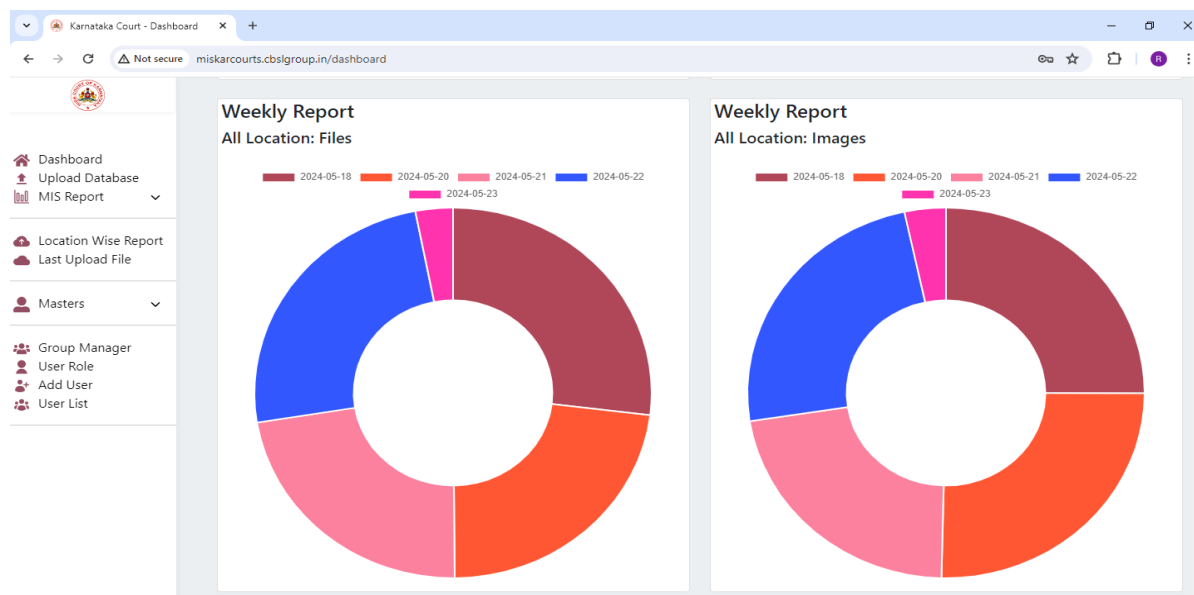 Karnataka Court - Dashboard
Not secure miskarcourts.cbslgroup.in/dashboard
R
Dashboard
Upload Database
MIS Report
Location Wise Report
Last Upload File
Masters
Group Manager
User Role
Add User
User List
Weekly Report
All Location: Files
2024-05-18 2024-05-20 2024-05-21 2024-05-22
2024-05-23
Weekly Report
All Location: Images
2024-05-18 2024-05-20 2024-05-21 2024-05-22
2024-05-23